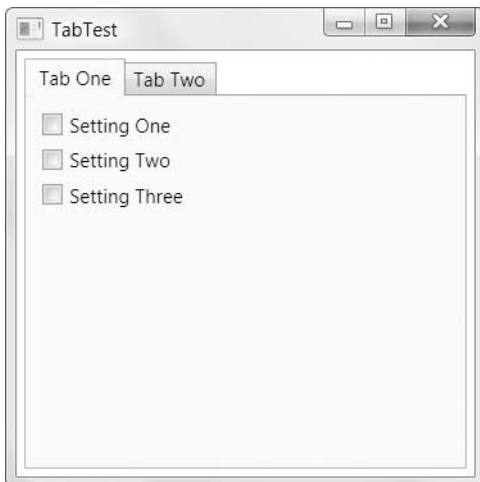 TabTest
Tab One Tab Two
Setting One
Setting Two
Setting Three